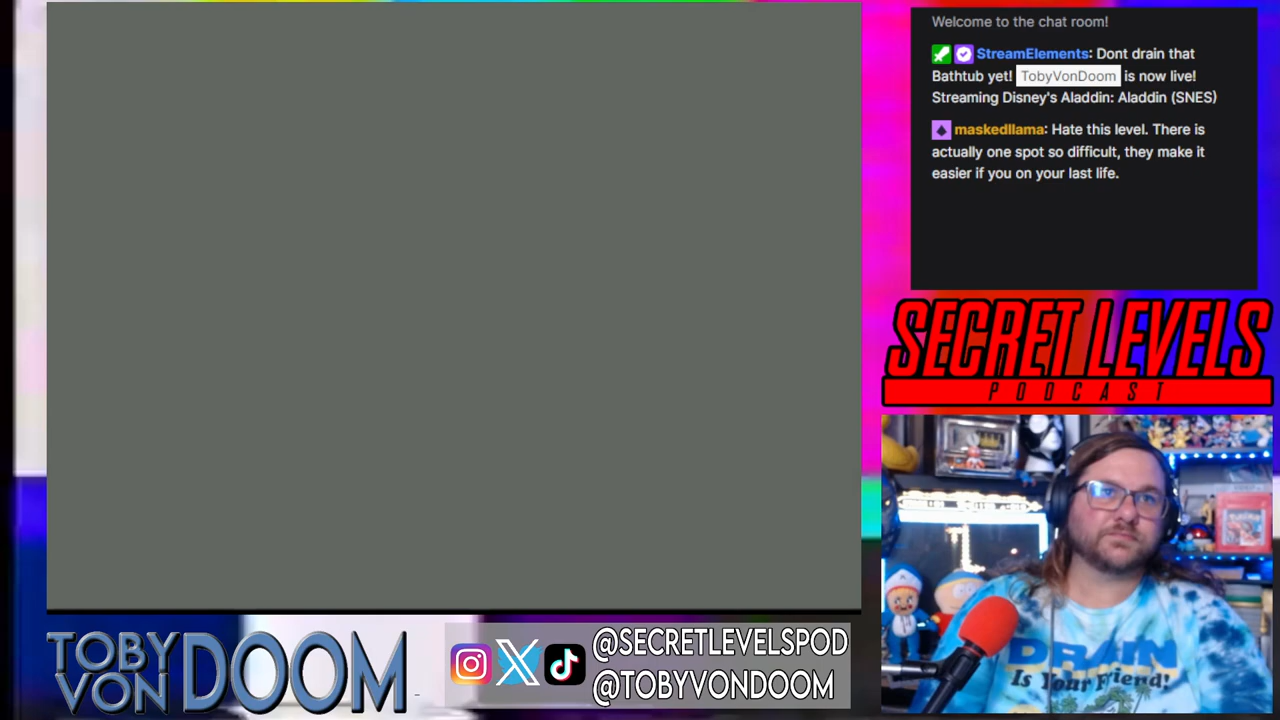 Welcome to the chat room!
StreamElements: Dont drain that
Bathtub yet! TobyVonDoom is now live!
Streaming Disney's Aladdin: Aladdin (SNES)
maskedllama: Hate this level. There is
actually one spot so difficult, they make it
easier if you on your last life.
SECRET LEVELS
PODCAST
DRAIN
Is Your Friend!
TOBY
VON
DOOM
@SECRETLEVELSPOD
@TOBYVONDOOM